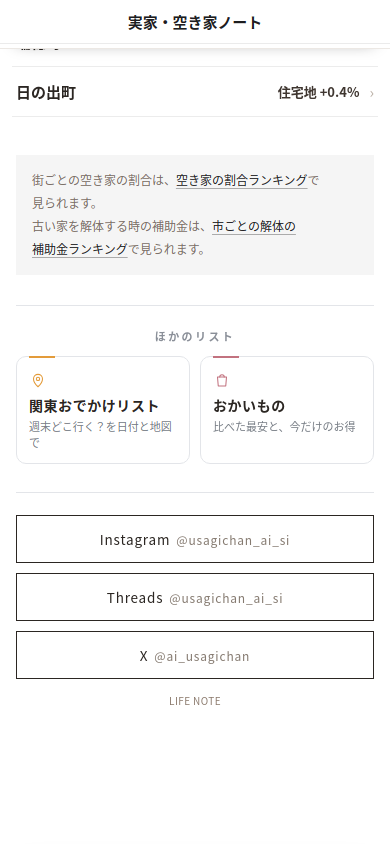 実家・空き家ノート
日の出町
住宅地 +0.4% ›
街ごとの空き家の割合は、空き家の割合ランキングで
見られます。
古い家を解体する時の補助金は、市ごとの解体の
補助金ランキングで見られます。
ほかのリスト
関東おでかけリスト
週末どこ行く？を日付と地図
で
おかいもの
比べた最安と、今だけのお得
Instagram @usagichan_ai_si
Threads @usagichan_ai_si
X @ai_usagichan
LIFE NOTE